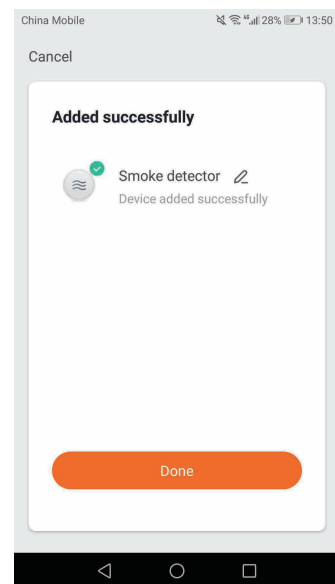 China Mobile 28% 13:50
Cancel
Added successfully
Smoke detector
Device added successfully
Done